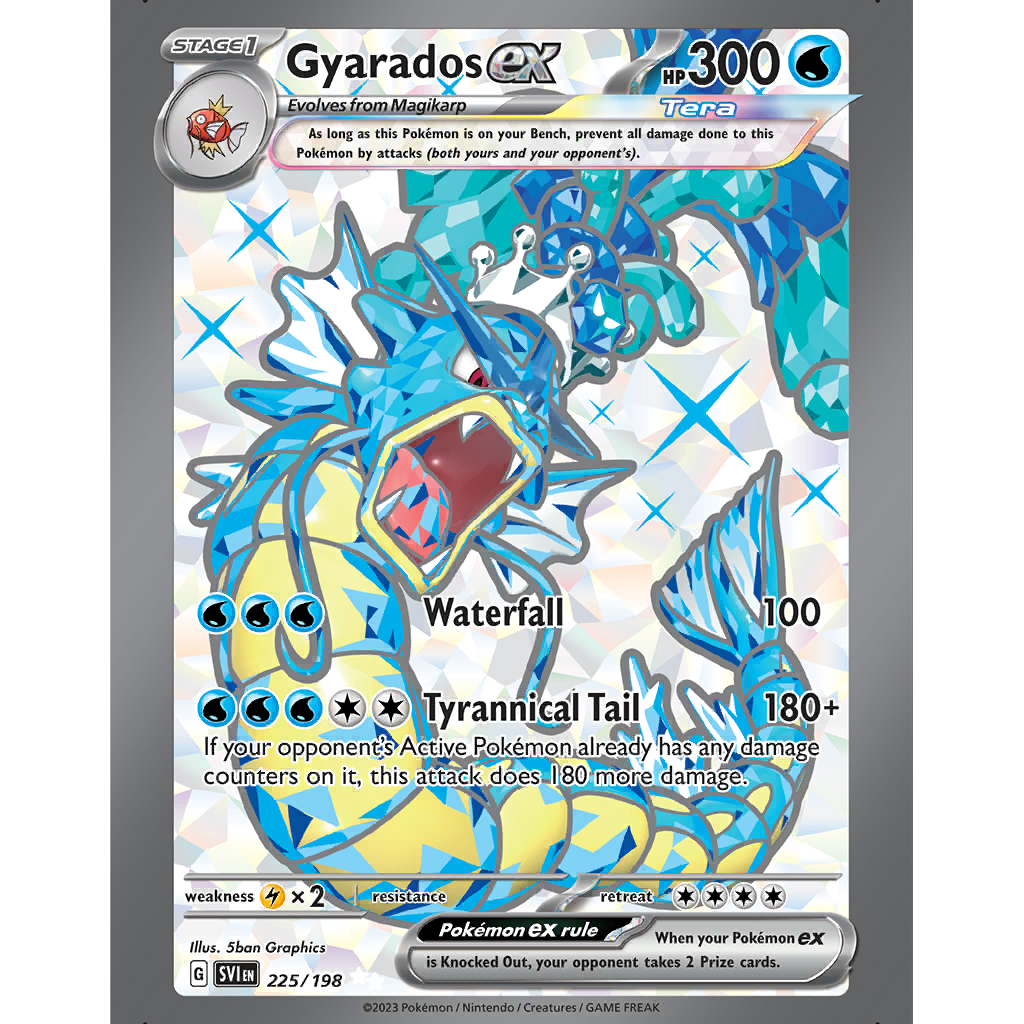 STAGE1
Gyarados ex
HP 300
Evolves from Magikarp
Tera
As long as this Pokémon is on your Bench, prevent all damage done to this
Pokémon by attacks (both yours and your opponent's).
Waterfall 100
Tyrannical Tail 180+
If your opponent's Active Pokémon already has any damage
counters on it, this attack does 180 more damage.
weakness × 2 resistance retreat
Pokémon ex rule
When your Pokémon ex
is Knocked Out, your opponent takes 2 Prize cards.
Illus. 5ban Graphics
G SVI EN 225/198
©2023 Pokémon / Nintendo / Creatures / GAME FREAK